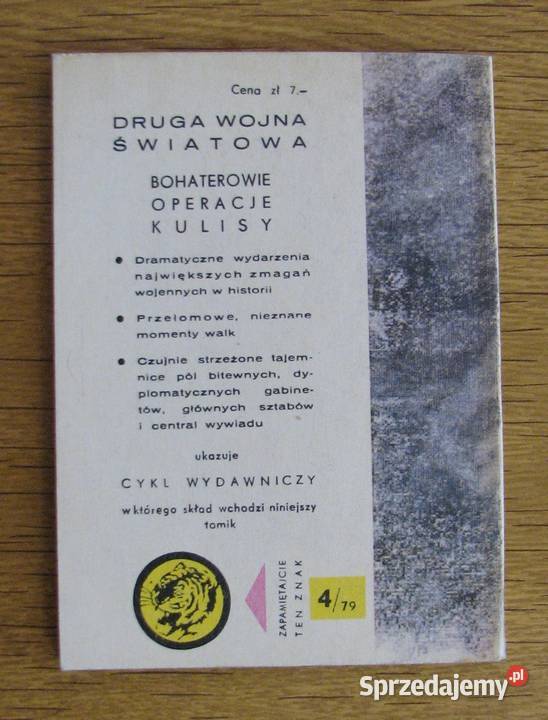 Cena zł 7.–
DRUGA WOJNA
ŚWIATOWA
BOHATEROWIE
OPERACJE
KULISY
● Dramatyczne wydarzenia
największych zmagań
wojennych w historii
● Przełomowe, nieznane
momenty walk
● Czujnie strzeżone tajem-
nice pól bitewnych, dy-
plomatycznych gabine-
tów, głównych sztabów
i central wywiadu
ukazuje
CYKL WYDAWNICZY
w którego skład wchodzi niniejszy
tomik
ZAPAMIĘTAJCIE
TEN ZNAK
4/79
Sprzedajemy.pl